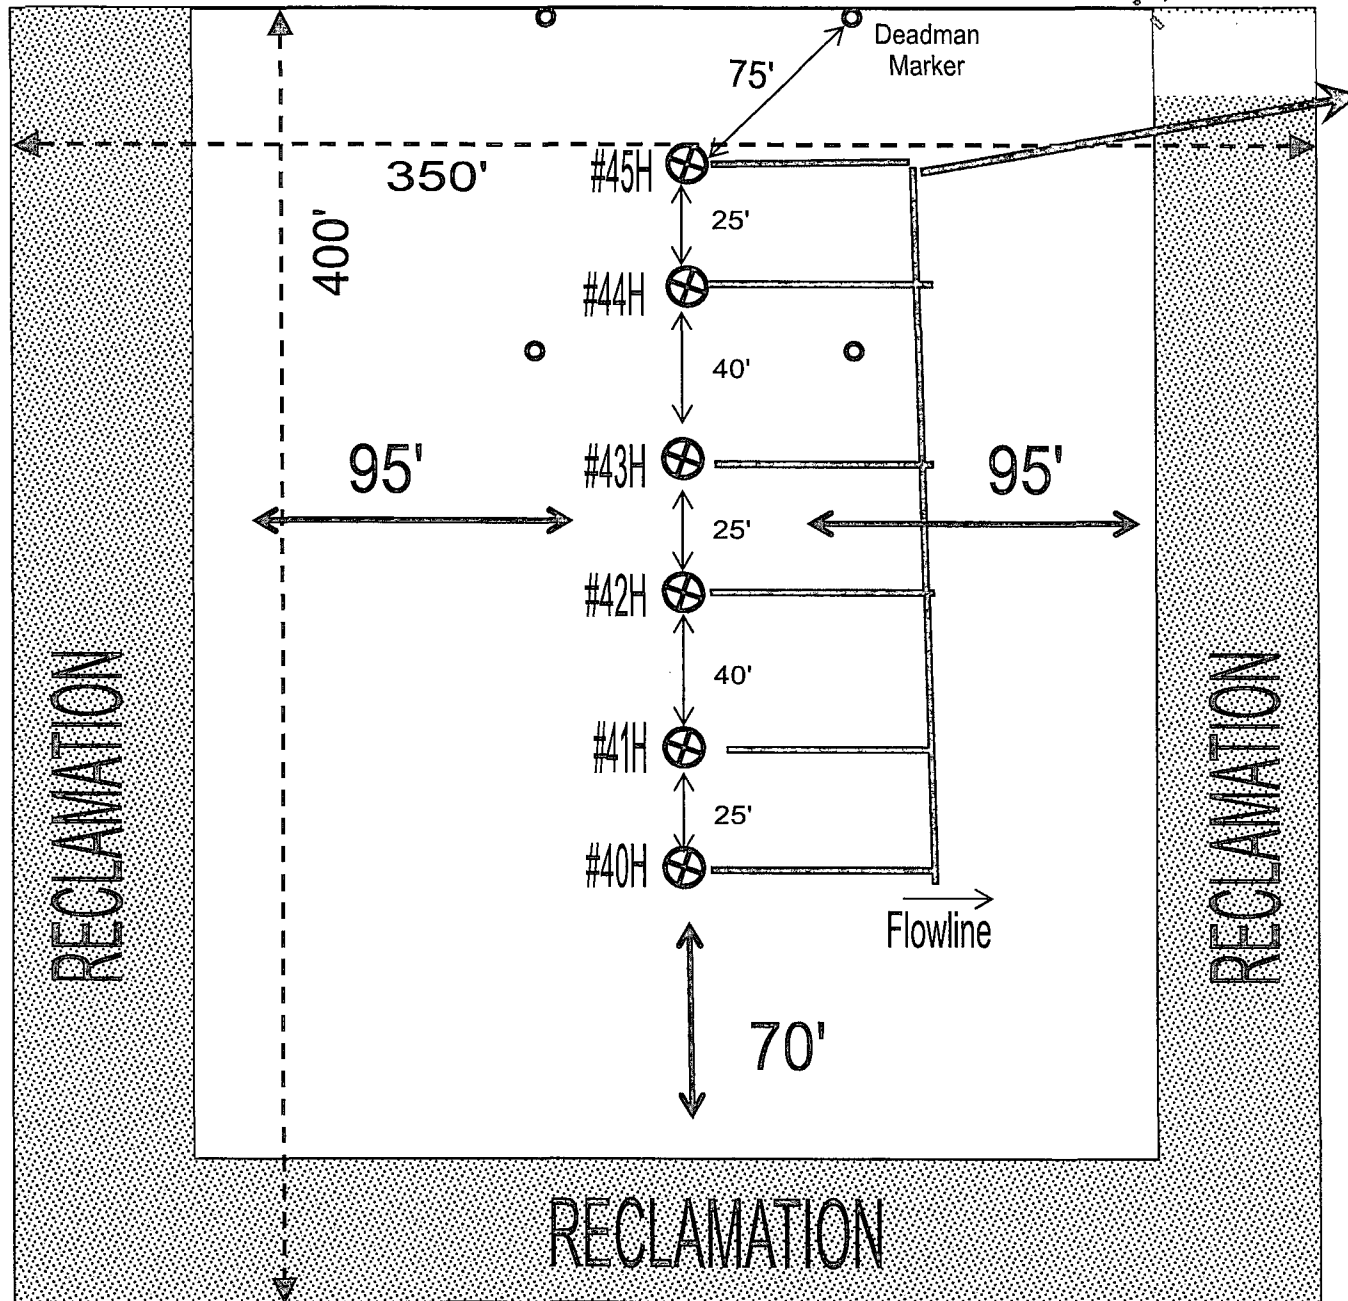 Deadman
Marker
75'
350'
400'
#45H
25'
#44H
40'
95'
#43H
95'
25'
#42H
40'
#41H
25'
#40H
Flowline
70'
RECLAMATION
RECLAMATION
RECLAMATION